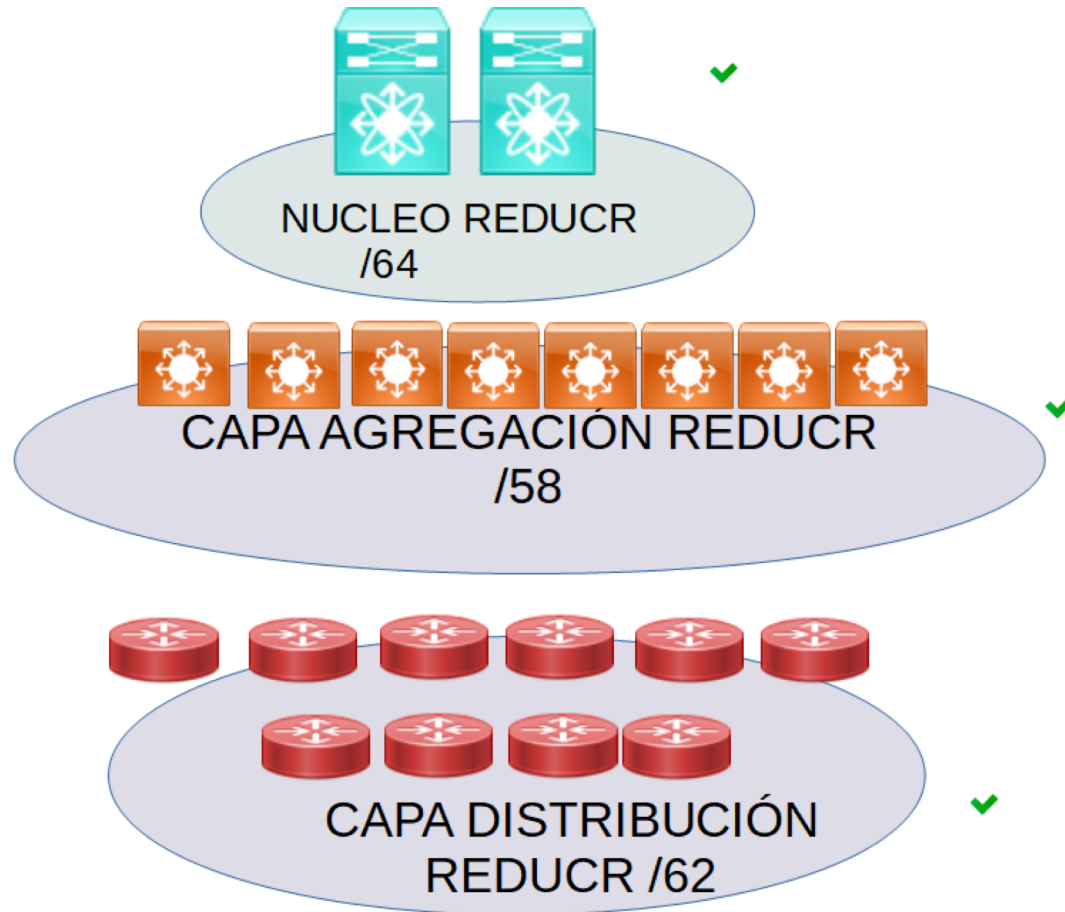 NUCLEO REDUCR
/64
CAPA AGREGACIÓN REDUCR
/58
CAPA DISTRIBUCIÓN
REDUCR /62